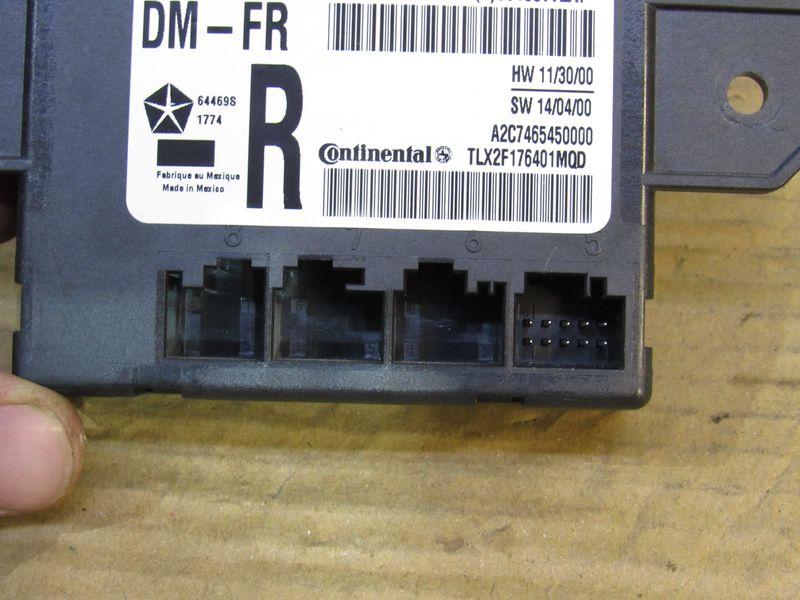 DM-FR
HW 11/30/00
SW 14/04/00
64469S
1774
R
A2C7465450000
Continental
TLX2F176401MQD
Fabrique au Mexique
Made in Mexico
8 7 6 5